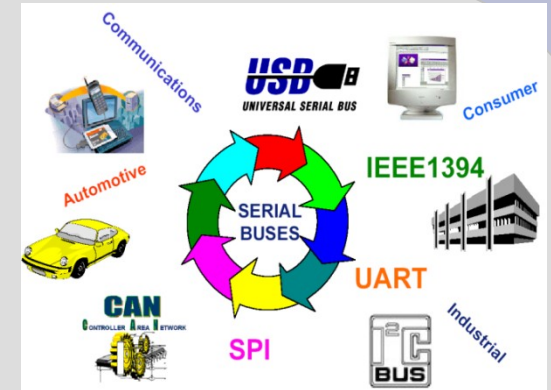 Communications
USB
UNIVERSAL SERIAL BUS
Consumer
IEEE1394
Automotive
SERIAL
BUSES
UART
CAN
CONTROLLER AREA NETWORK
SPI
I²C
BUS
Industrial